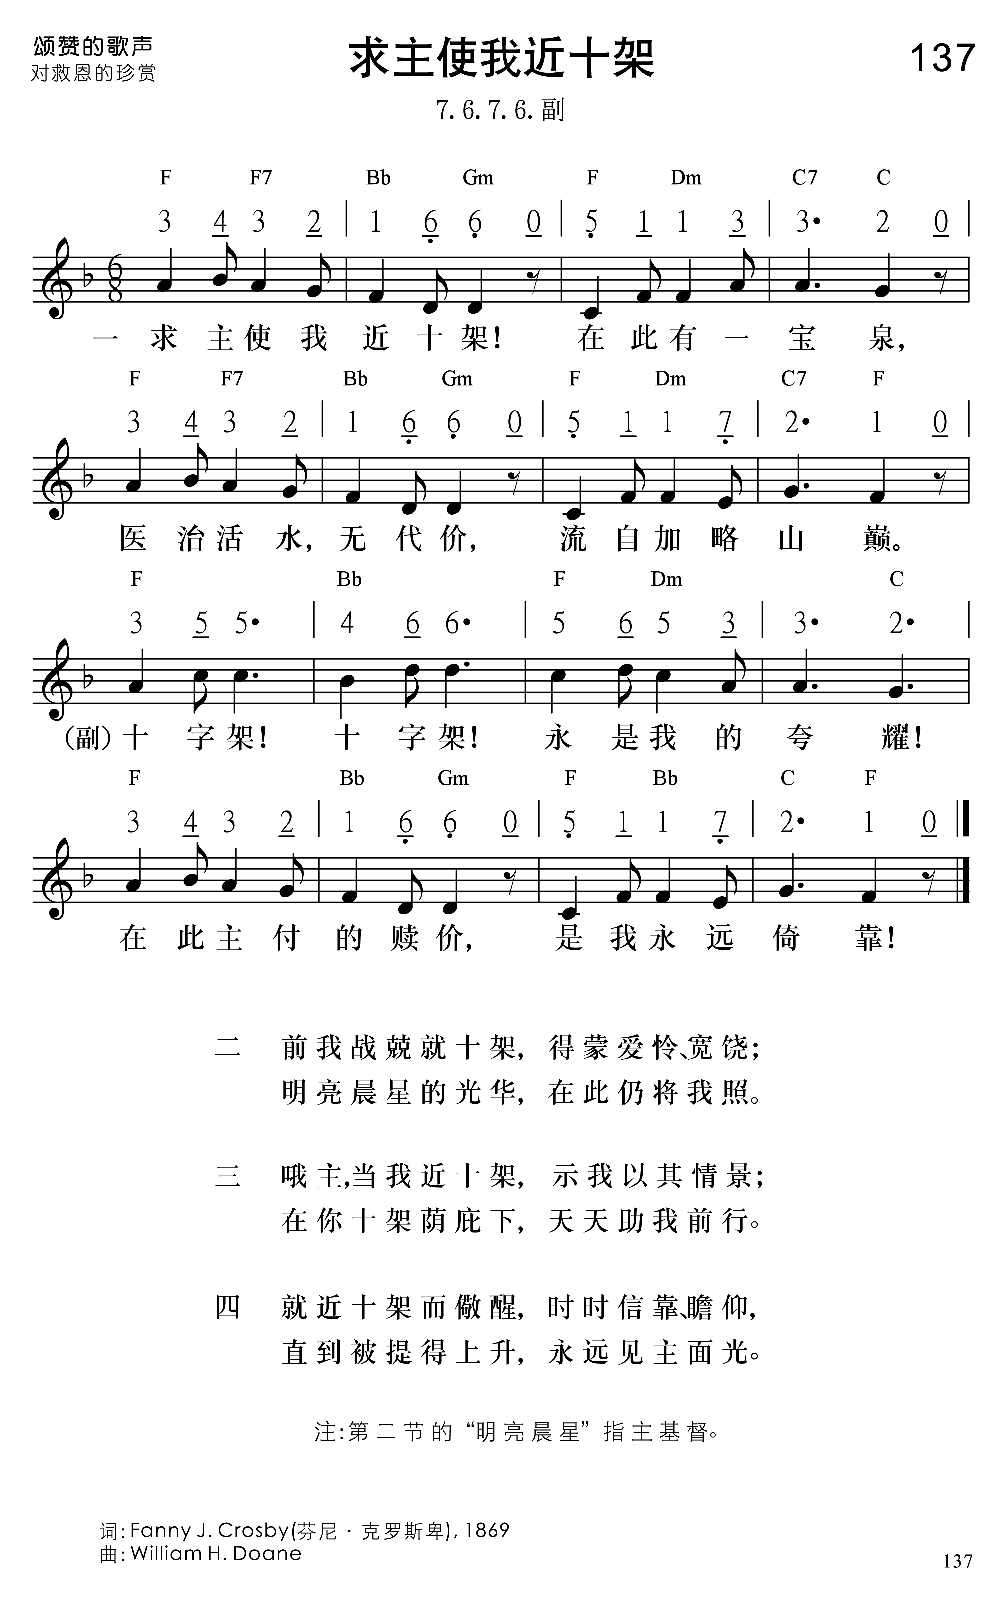 颂赞的歌声
对救恩的珍赏
求主使我近十架
137
7. 6. 7. 6. 副
F F7 Bb Gm F Dm C7 C
3 4 3 2 | 1 6 6 0 | 5 1 1 3 | 3• 2 0 |
6 8
一 求主使我近十架！在此有一宝泉，
F F7 Bb Gm F Dm C7 F
3 4 3 2 | 1 6 6 0 | 5 1 1 7 | 2• 1 0 |
医治活水，无代价，流自加略山巅。
F Bb F Dm C
3 5 5• | 4 6 6• | 5 6 5 3 | 3• 2• |
(副)十字架！十字架！永是我的夸耀！
F Bb Gm F Bb C F
3 4 3 2 | 1 6 6 0 | 5 1 1 7 | 2• 1 0 ‖
在此主付的赎价，是我永远倚靠！
二 前我战兢就十架，得蒙爱怜、宽饶；
明亮晨星的光华，在此仍将我照。
三 哦主，当我近十架，示我以其情景；
在你十架荫庇下，天天助我前行。
四 就近十架而儆醒，时时信靠、瞻仰，
直到被提得上升，永远见主面光。
注：第二节的“明亮晨星”指主基督。
词：Fanny J. Crosby(芬尼·克罗斯卑), 1869
曲：William H. Doane
137